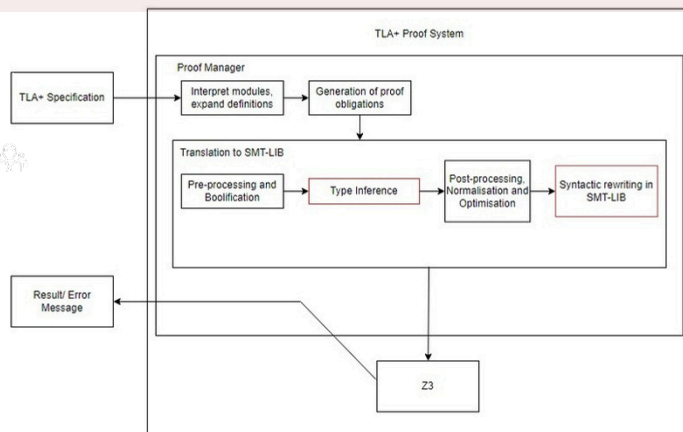 TLA+ Proof System
Proof Manager
TLA+ Specification
Interpret modules,
expand definitions
Generation of proof
obligations
Translation to SMT-LIB
Pre-processing and
Boolification
Type Inference
Post-processing,
Normalisation and
Optimisation
Syntactic rewriting in
SMT-LIB
Result/ Error
Message
Z3